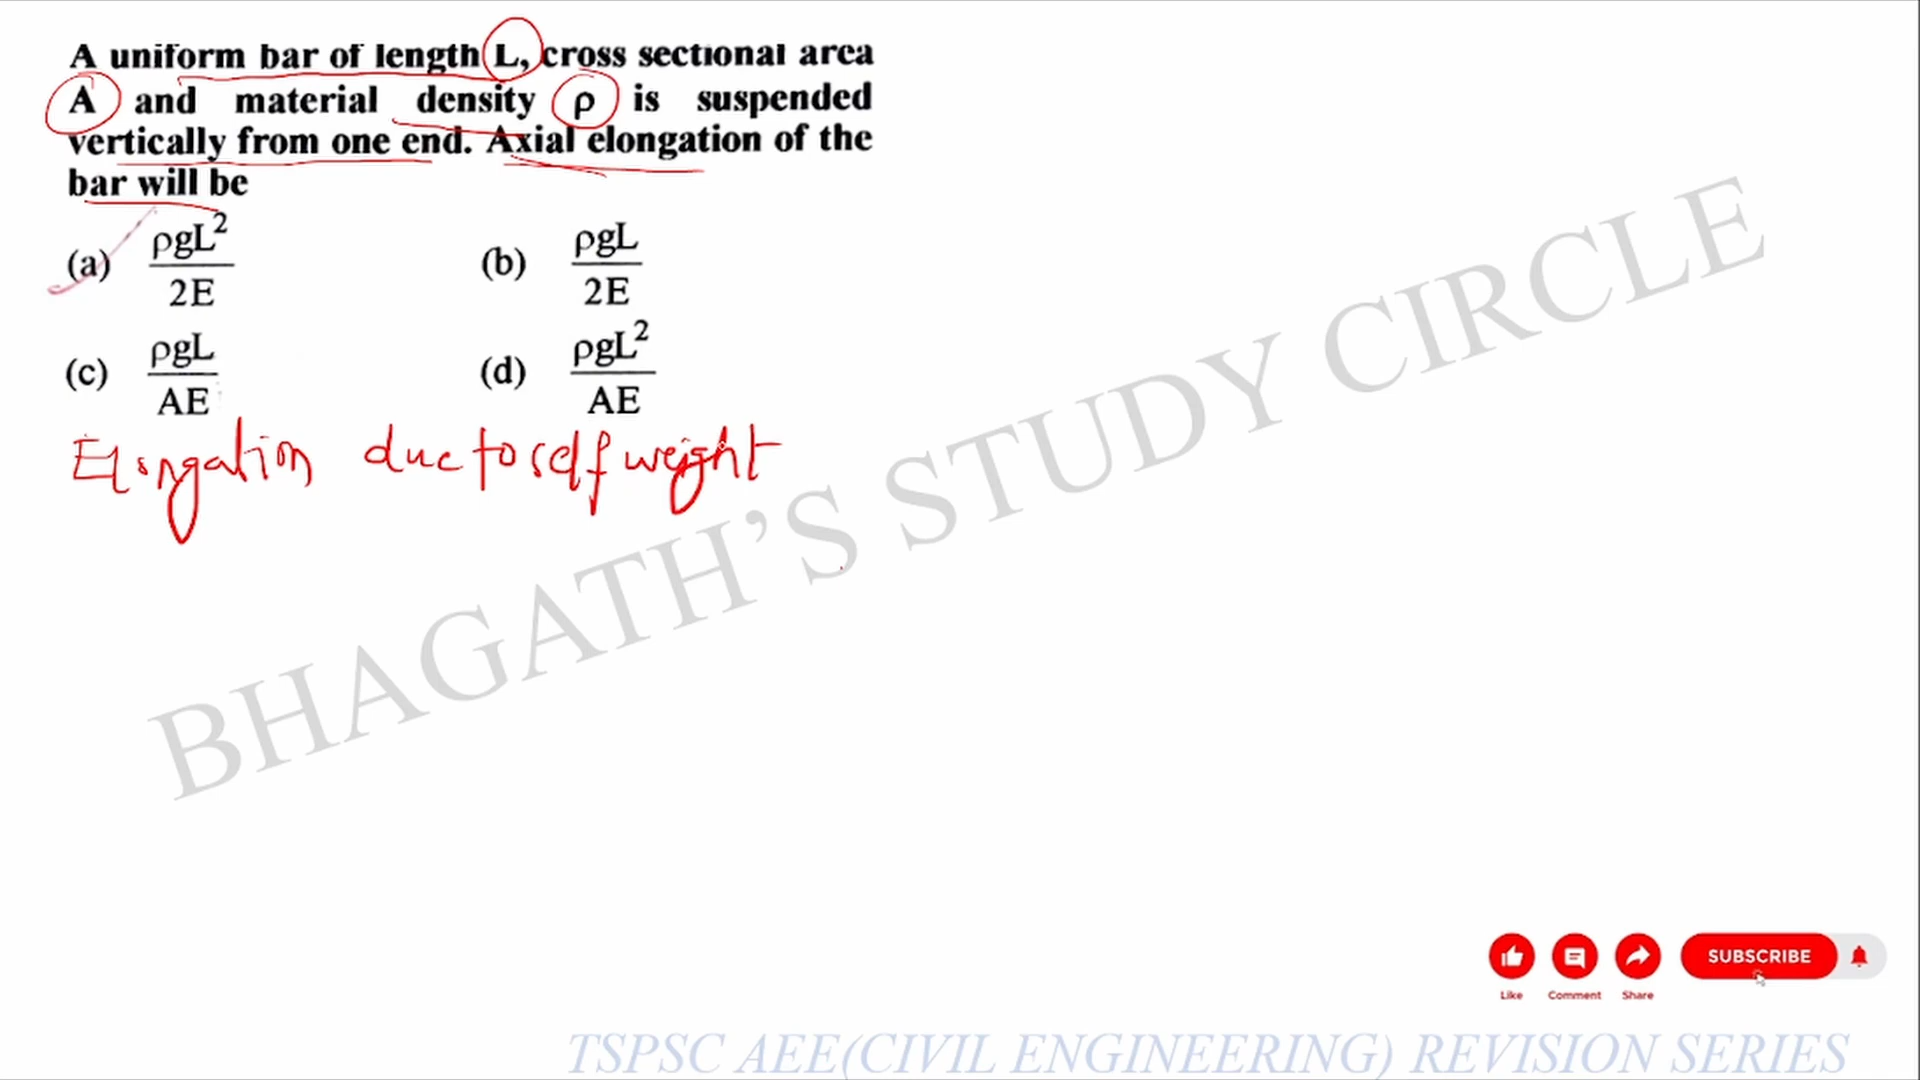 A uniform bar of length L, cross sectional area
A and material density ρ is suspended
vertically from one end. Axial elongation of the
bar will be
(a) ρgL²/2E (b) ρgL/2E
(c) ρgL/AE (d) ρgL²/AE
Elongation due to self weight
BHAGATH'S STUDY CIRCLE
SUBSCRIBE
Like Comment Share
TSPSC AEE(CIVIL ENGINEERING) REVISION SERIES